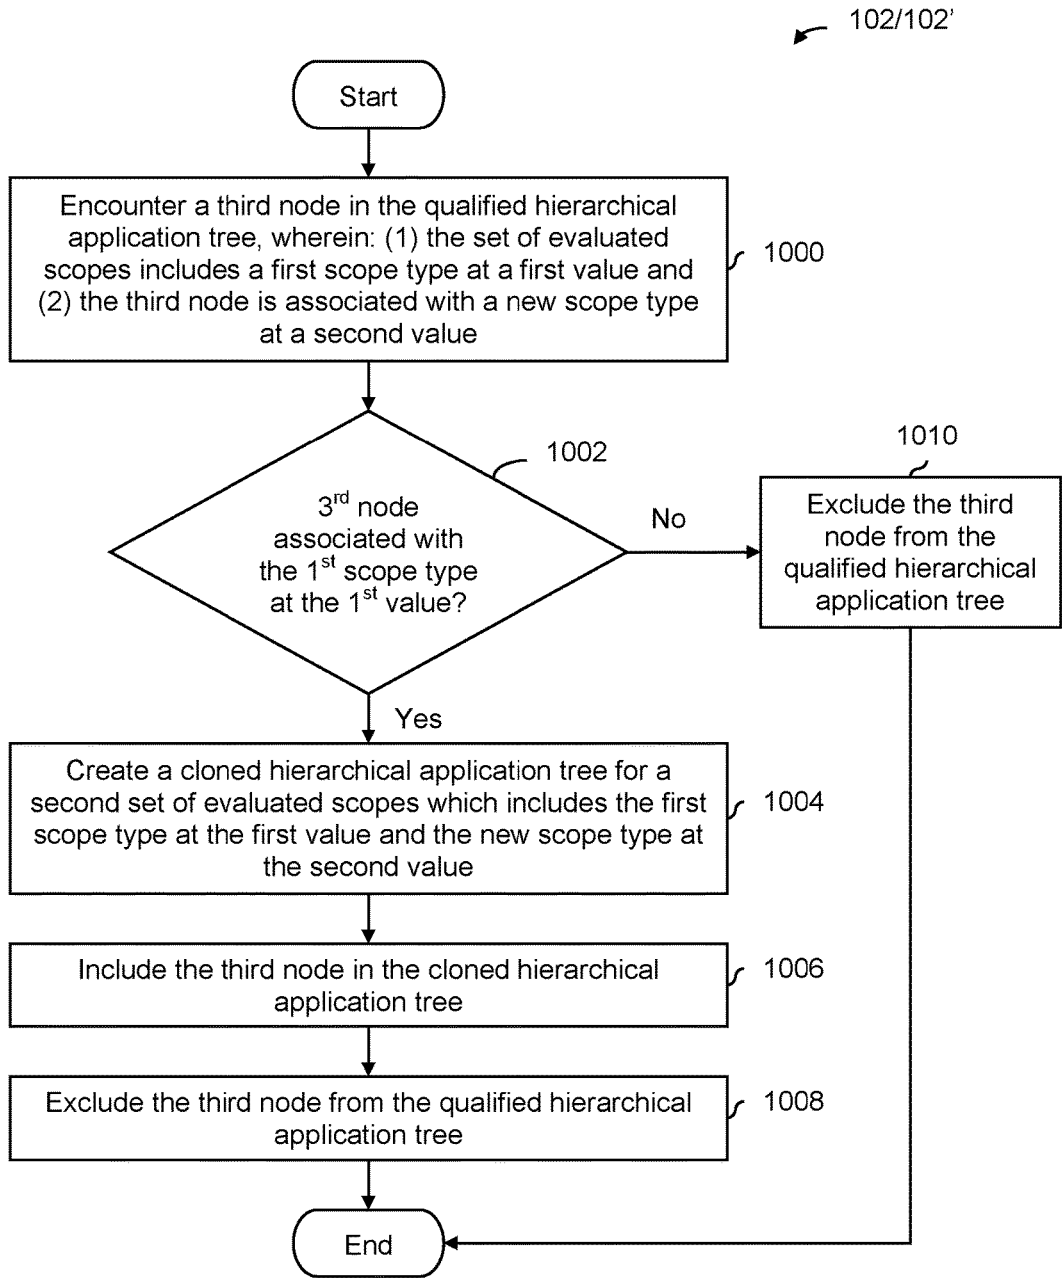 102/102’
Start
Encounter a third node in the qualified hierarchical
application tree, wherein: (1) the set of evaluated
scopes includes a first scope type at a first value and
(2) the third node is associated with a new scope type
at a second value
1000
1002
3rd node
associated with
the 1st scope type
at the 1st value?
No
1010
Exclude the third
node from the
qualified hierarchical
application tree
Yes
Create a cloned hierarchical application tree for a
second set of evaluated scopes which includes the first
scope type at the first value and the new scope type at
the second value
1004
Include the third node in the cloned hierarchical
application tree
1006
Exclude the third node from the qualified hierarchical
application tree
1008
End